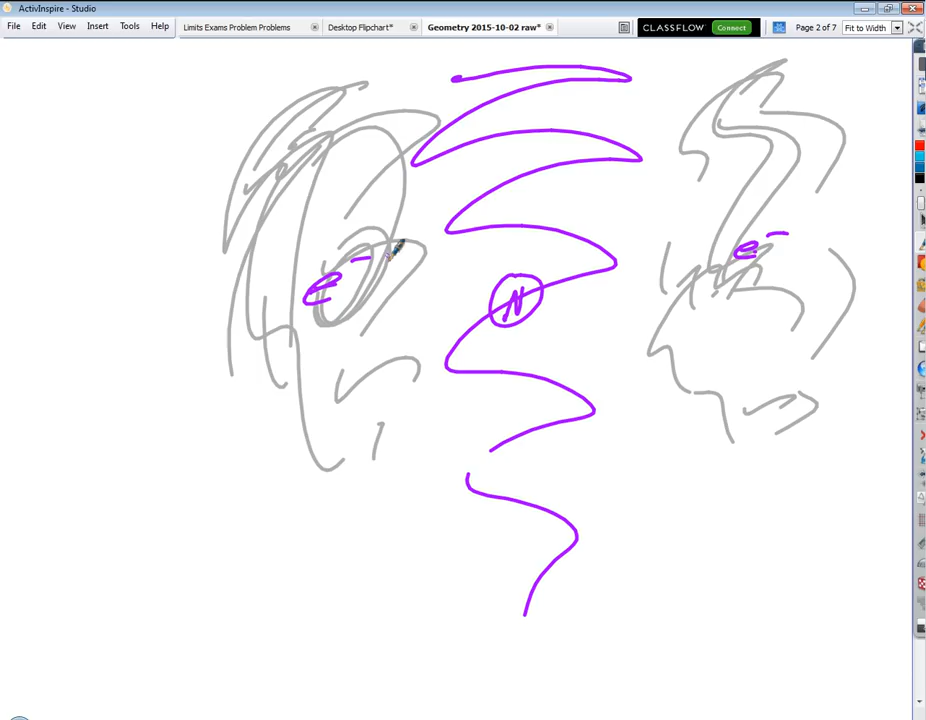 ActivInspire - Studio
File Edit View Insert Tools Help
Limits Exams Problem Problems
Desktop Flipchart*
Geometry 2015-10-02 raw*
CLASSFLOW Connect
Page 2 of 7
Fit to Width
e⁻
e⁻
N